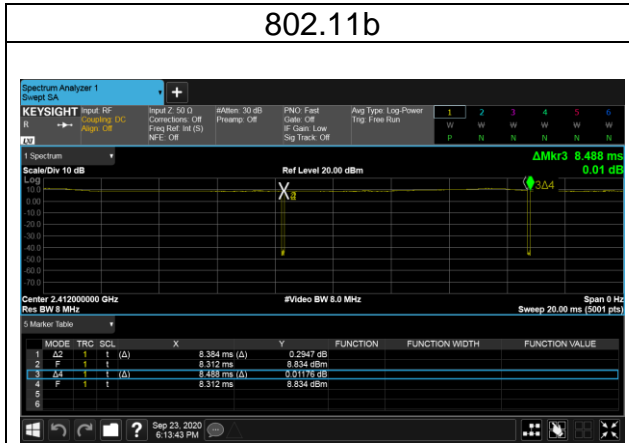 802.11b
Spectrum Analyzer 1
Swept SA
KEYSIGHT Input: RF Input Z: 50 Ω #Atten: 30 dB PNO: Fast Avg Type: Log-Power 1 2 3 4 5 6
R Coupling: DC Corrections: Off Preamp: Off Gate: Off Trig: Free Run W W W W W W
Align: Off Freq Ref: Int (S) IF Gain: Low P N N N N N
LXI NFE: Off Sig Track: Off
1 Spectrum ΔMkr3 8.488 ms
Scale/Div 10 dB Ref Level 20.00 dBm 0.01 dB
Log
10.0 3Δ4
0.00
-10.0
-20.0
-30.0
-40.0
-50.0
-60.0
-70.0
Center 2.412000000 GHz #Video BW 8.0 MHz Span 0 Hz
Res BW 8 MHz Sweep 20.00 ms (5001 pts)
5 Marker Table
MODE TRC SCL X Y FUNCTION FUNCTION WIDTH FUNCTION VALUE
1 Δ2 1 t (Δ) 8.384 ms (Δ) 0.2947 dB
2 F 1 t 8.312 ms 8.834 dBm
3 Δ4 1 t (Δ) 8.488 ms (Δ) 0.01176 dB
4 F 1 t 8.312 ms 8.834 dBm
5
6
Sep 23, 2020
6:13:43 PM